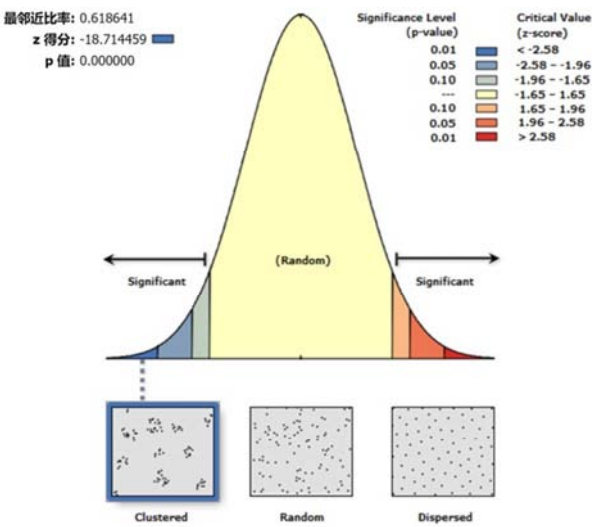 最邻近比率: 0.618641
z 得分: -18.714459
p 值: 0.000000
Significance Level (p-value)
Critical Value (z-score)
0.01 < -2.58
0.05 -2.58 – -1.96
0.10 -1.96 – -1.65
--- -1.65 – 1.65
0.10 1.65 – 1.96
0.05 1.96 – 2.58
0.01 > 2.58
(Random)
Significant
Significant
Clustered
Random
Dispersed